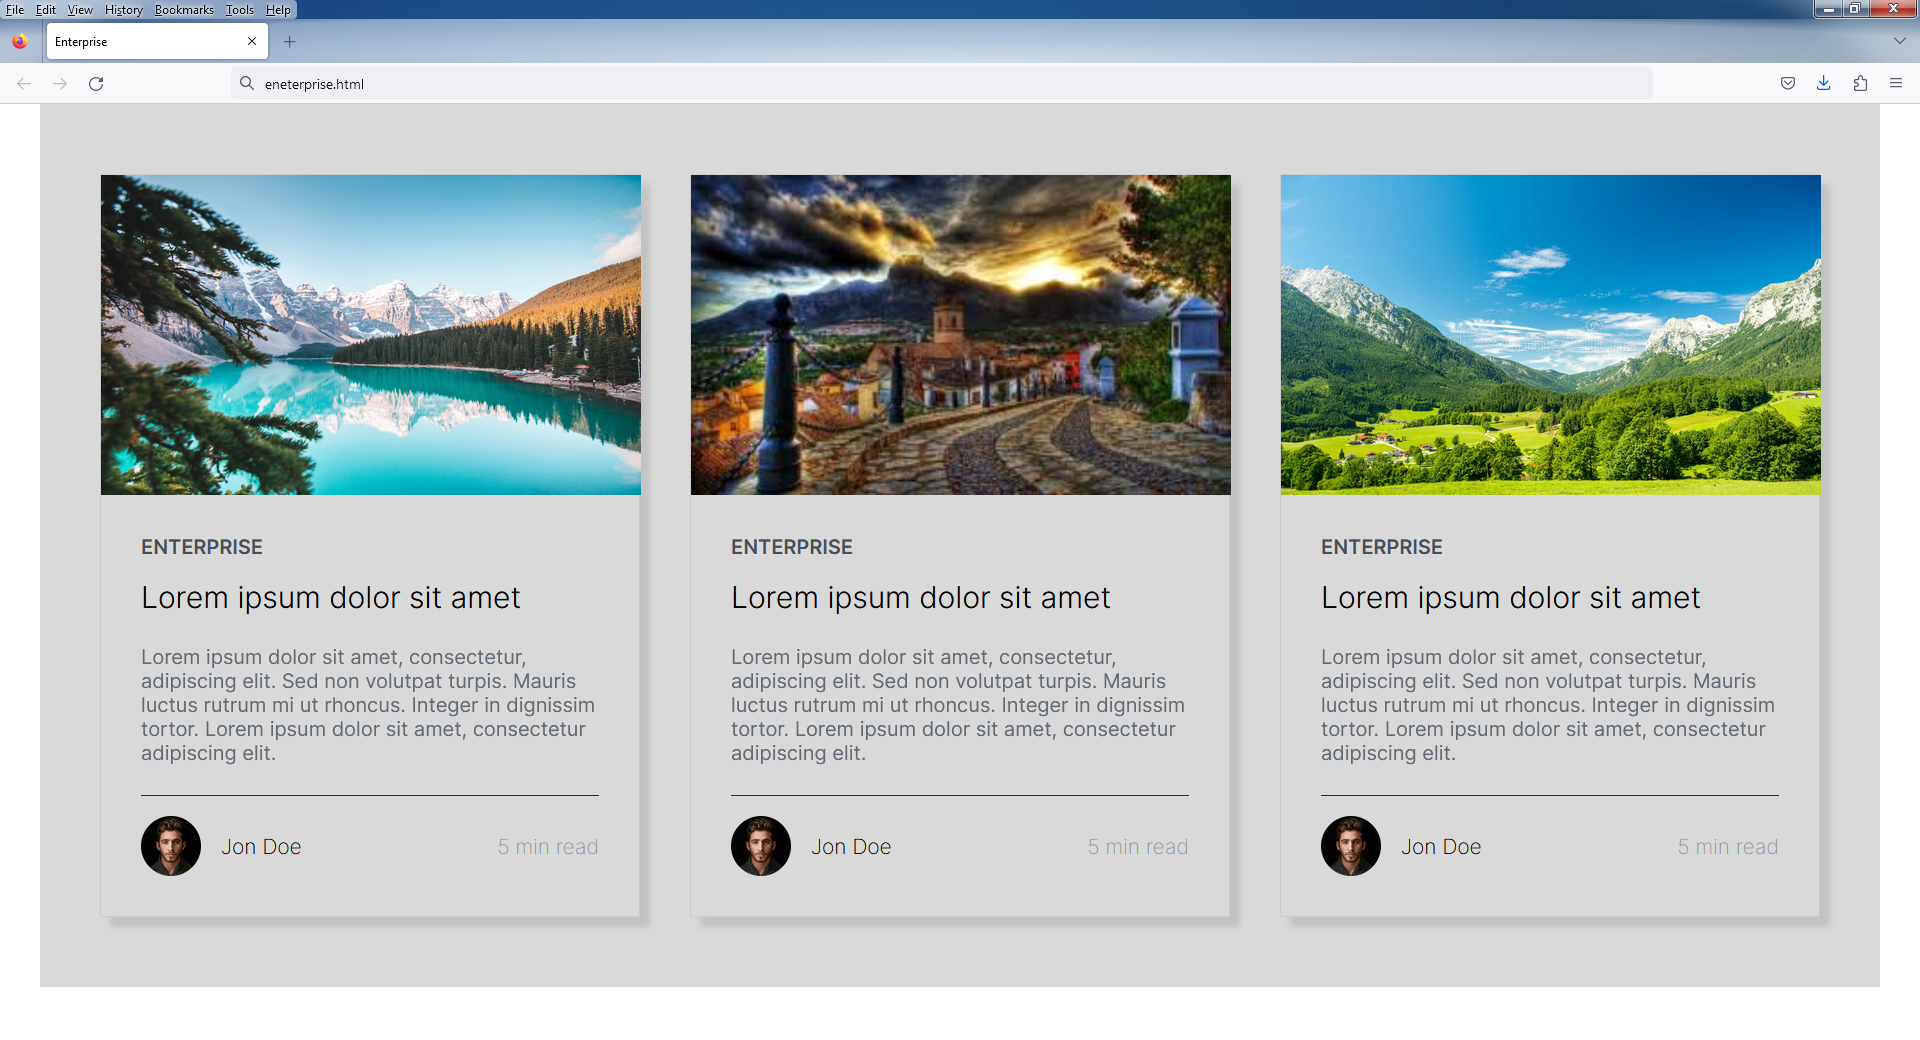 File Edit View History Bookmarks Tools Help
Enterprise
eneterprise.html
ENTERPRISE
Lorem ipsum dolor sit amet
Lorem ipsum dolor sit amet, consectetur,
adipiscing elit. Sed non volutpat turpis. Mauris
luctus rutrum mi ut rhoncus. Integer in dignissim
tortor. Lorem ipsum dolor sit amet, consectetur
adipiscing elit.
Jon Doe 5 min read
ENTERPRISE
Lorem ipsum dolor sit amet
Lorem ipsum dolor sit amet, consectetur,
adipiscing elit. Sed non volutpat turpis. Mauris
luctus rutrum mi ut rhoncus. Integer in dignissim
tortor. Lorem ipsum dolor sit amet, consectetur
adipiscing elit.
Jon Doe 5 min read
ENTERPRISE
Lorem ipsum dolor sit amet
Lorem ipsum dolor sit amet, consectetur,
adipiscing elit. Sed non volutpat turpis. Mauris
luctus rutrum mi ut rhoncus. Integer in dignissim
tortor. Lorem ipsum dolor sit amet, consectetur
adipiscing elit.
Jon Doe 5 min read